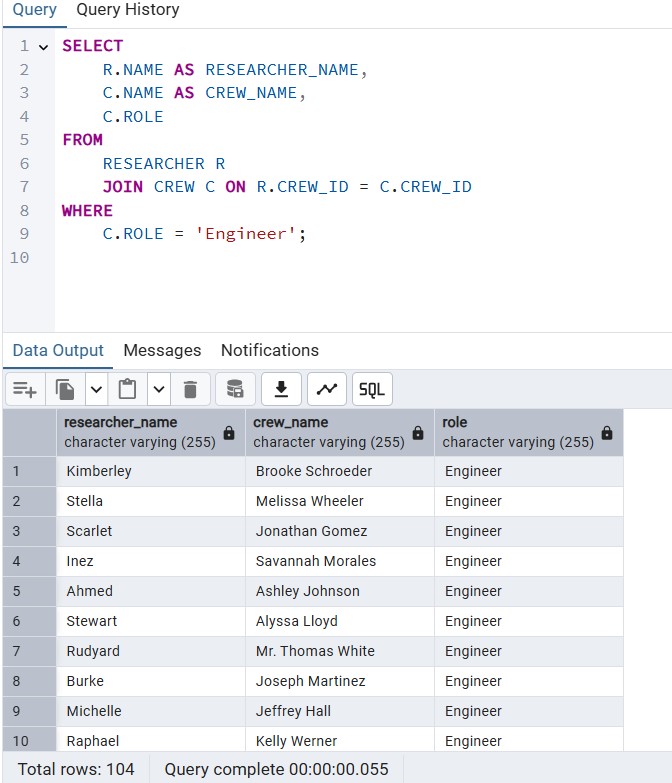 Query Query History
1 SELECT
2 R.NAME AS RESEARCHER_NAME,
3 C.NAME AS CREW_NAME,
4 C.ROLE
5 FROM
6 RESEARCHER R
7 JOIN CREW C ON R.CREW_ID = C.CREW_ID
8 WHERE
9 C.ROLE = 'Engineer';
10
Data Output Messages Notifications
SQL
researcher_name crew_name role
character varying (255) character varying (255) character varying (255)
1 Kimberley Brooke Schroeder Engineer
2 Stella Melissa Wheeler Engineer
3 Scarlet Jonathan Gomez Engineer
4 Inez Savannah Morales Engineer
5 Ahmed Ashley Johnson Engineer
6 Stewart Alyssa Lloyd Engineer
7 Rudyard Mr. Thomas White Engineer
8 Burke Joseph Martinez Engineer
9 Michelle Jeffrey Hall Engineer
10 Raphael Kelly Werner Engineer
Total rows: 104 Query complete 00:00:00.055